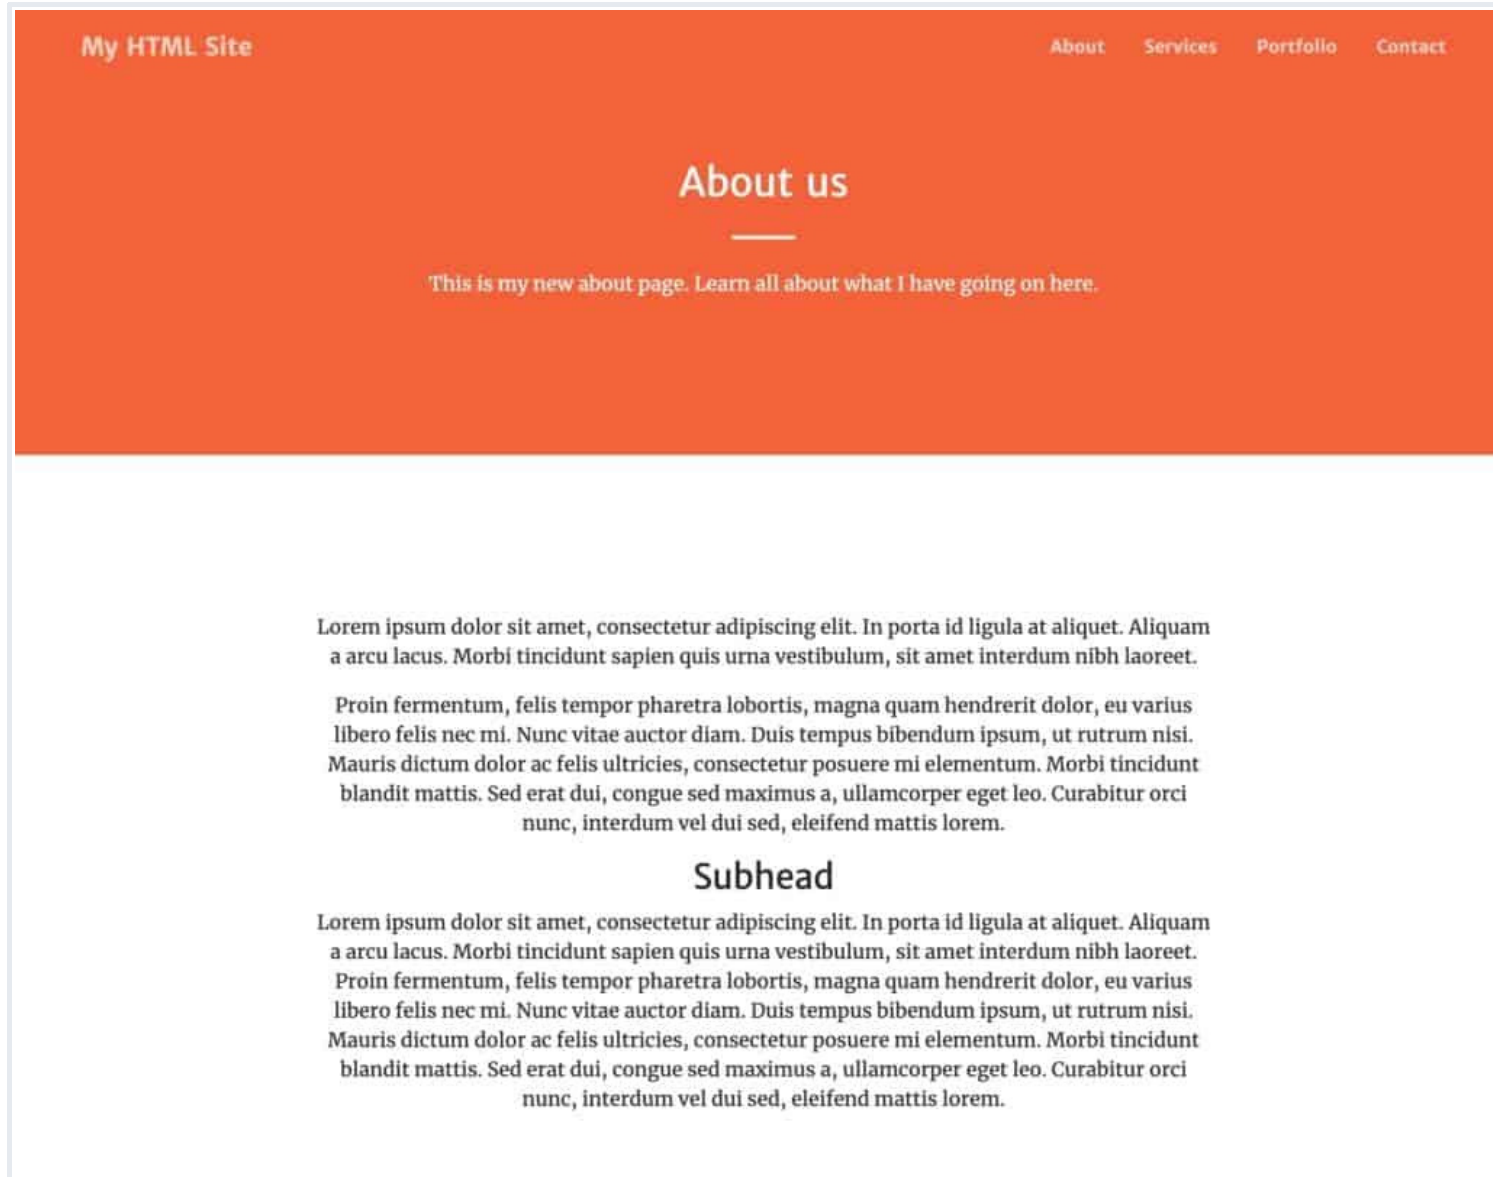 My HTML Site
About Services Portfolio Contact
About us
This is my new about page. Learn all about what I have going on here.
Lorem ipsum dolor sit amet, consectetur adipiscing elit. In porta id ligula at aliquet. Aliquam
a arcu lacus. Morbi tincidunt sapien quis urna vestibulum, sit amet interdum nibh laoreet.
Proin fermentum, felis tempor pharetra lobortis, magna quam hendrerit dolor, eu varius
libero felis nec mi. Nunc vitae auctor diam. Duis tempus bibendum ipsum, ut rutrum nisi.
Mauris dictum dolor ac felis ultricies, consectetur posuere mi elementum. Morbi tincidunt
blandit mattis. Sed erat dui, congue sed maximus a, ullamcorper eget leo. Curabitur orci
nunc, interdum vel dui sed, eleifend mattis lorem.
Subhead
Lorem ipsum dolor sit amet, consectetur adipiscing elit. In porta id ligula at aliquet. Aliquam
a arcu lacus. Morbi tincidunt sapien quis urna vestibulum, sit amet interdum nibh laoreet.
Proin fermentum, felis tempor pharetra lobortis, magna quam hendrerit dolor, eu varius
libero felis nec mi. Nunc vitae auctor diam. Duis tempus bibendum ipsum, ut rutrum nisi.
Mauris dictum dolor ac felis ultricies, consectetur posuere mi elementum. Morbi tincidunt
blandit mattis. Sed erat dui, congue sed maximus a, ullamcorper eget leo. Curabitur orci
nunc, interdum vel dui sed, eleifend mattis lorem.